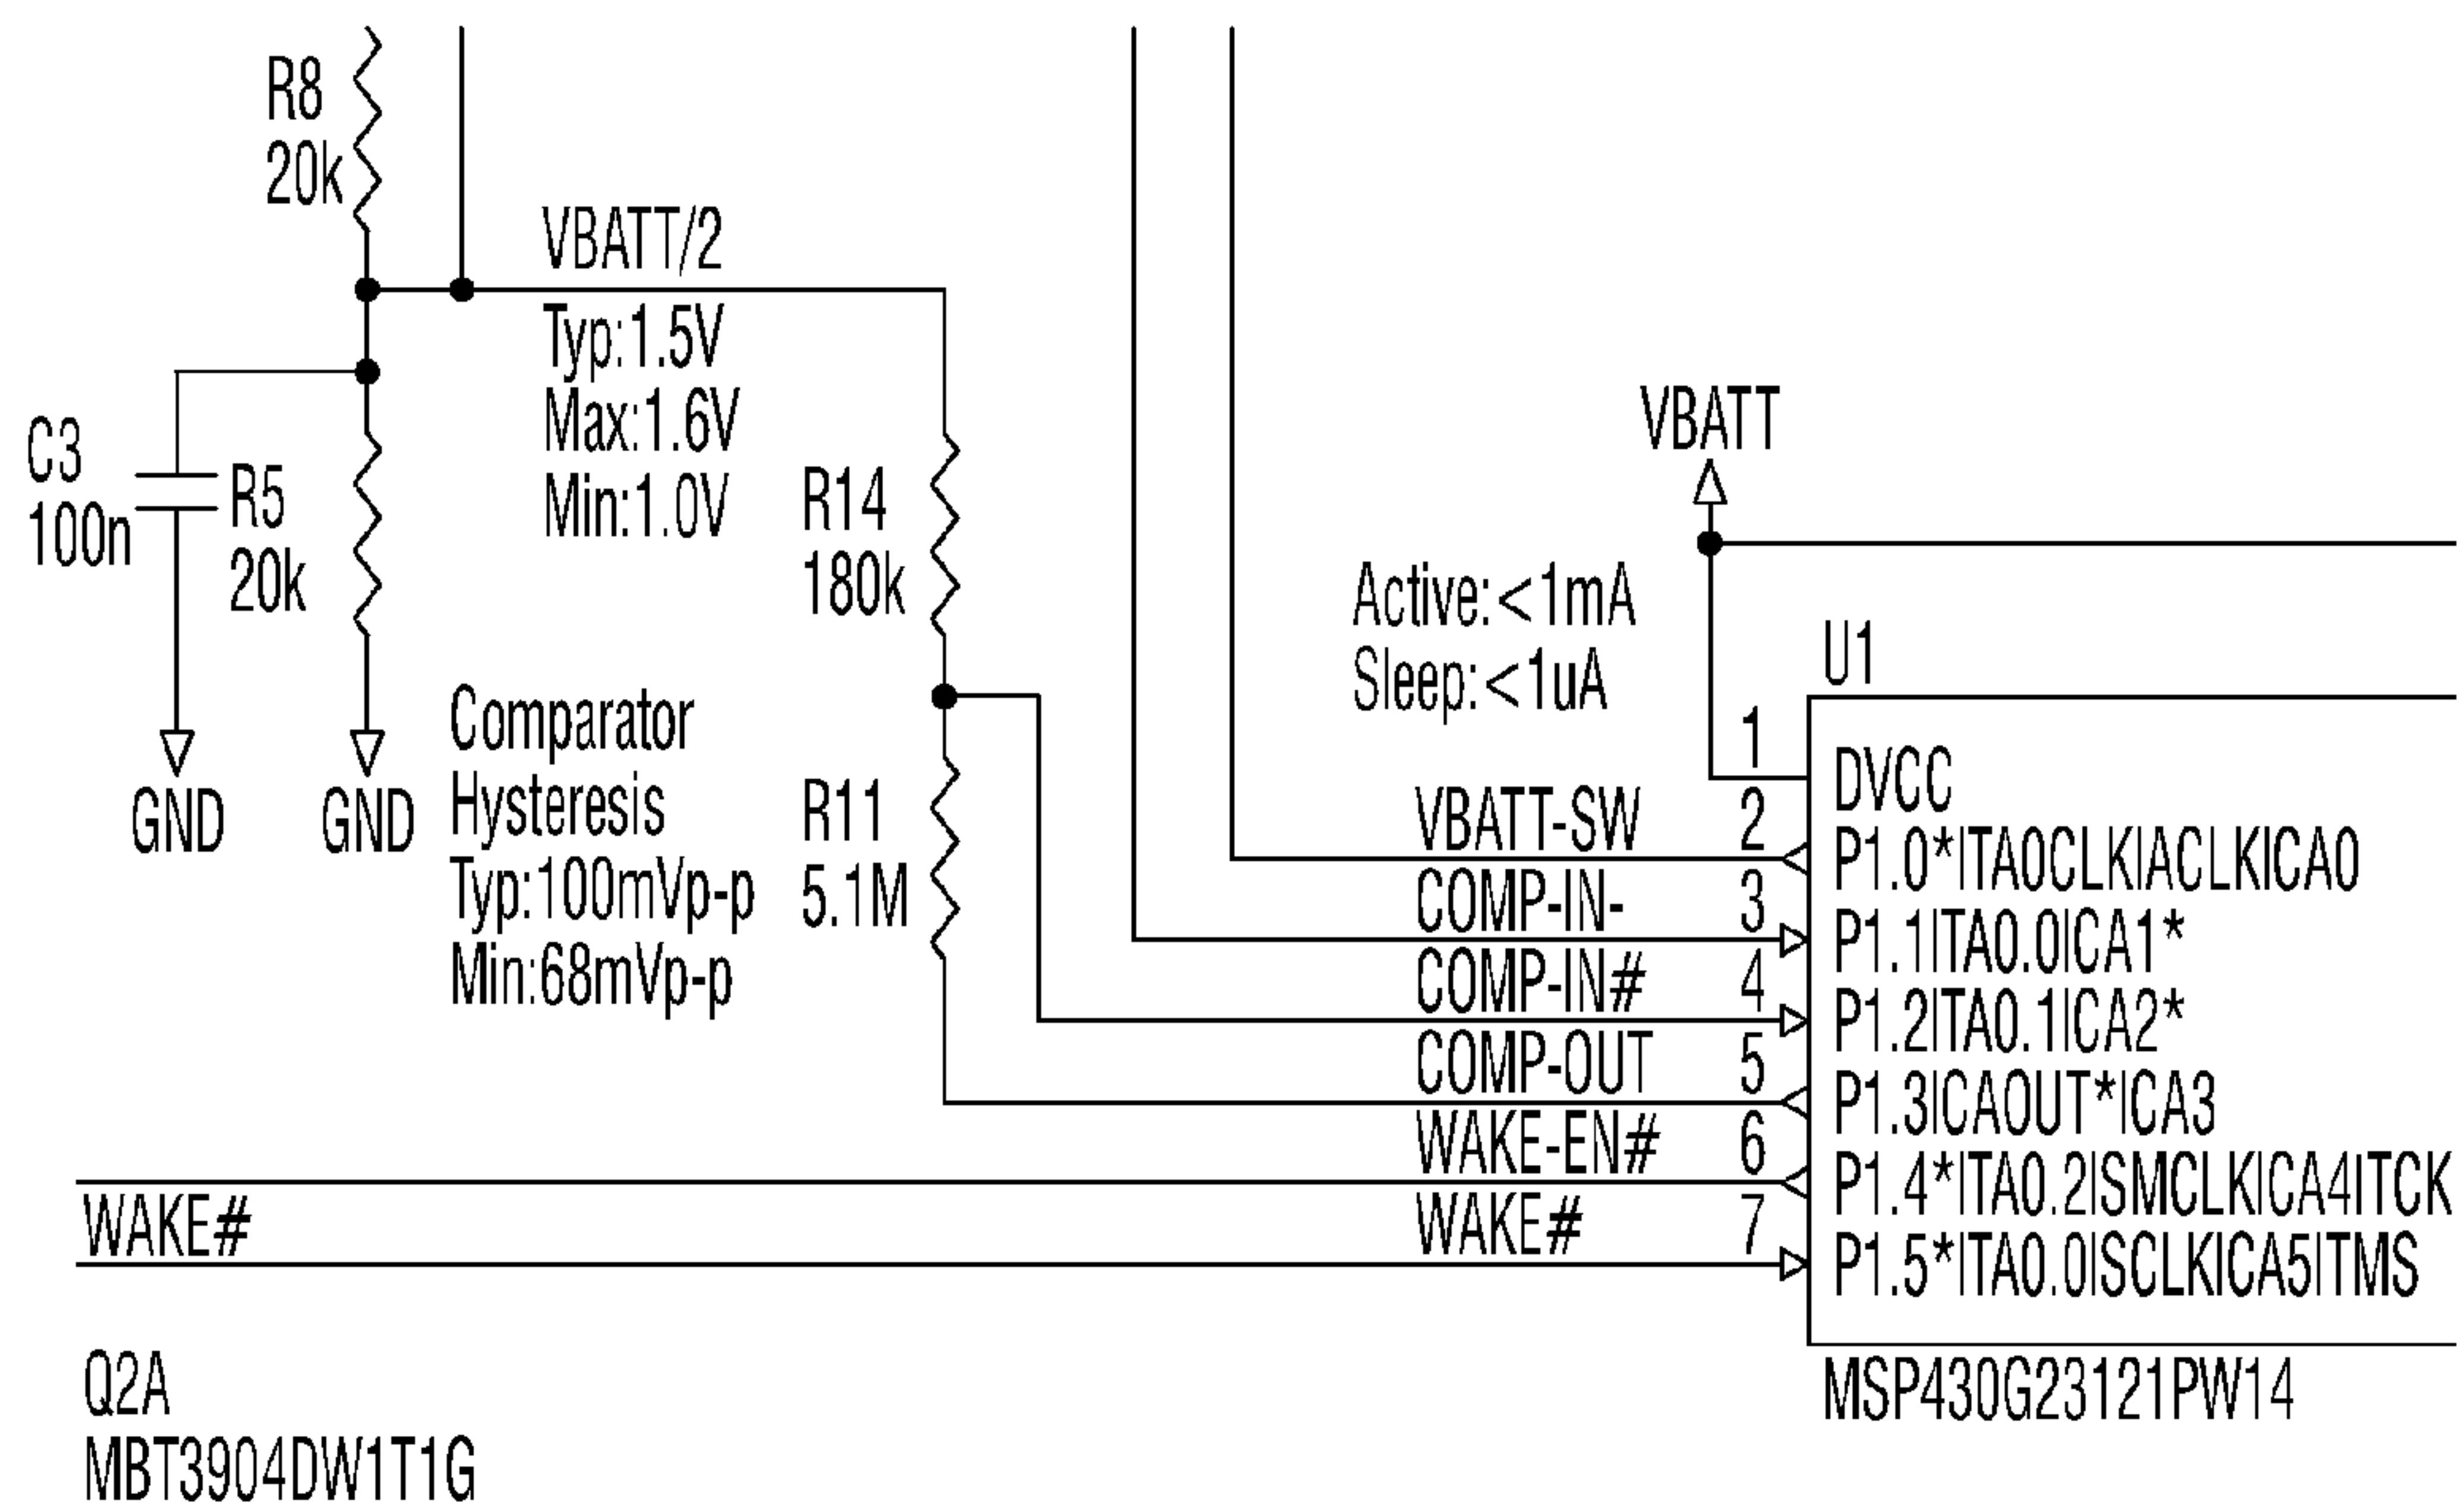 R8
20k
VBATT/2
Typ:1.5V
Max:1.6V
Min:1.0V
C3
100n
R5
20k
GND
GND
R14
180k
Comparator
Hysteresis
Typ:100mVp-p
Min:68mVp-p
R11
5.1M
VBATT
Active:<1mA
Sleep:<1uA
U1
1
DVCC
VBATT-SW
2
P1.0*|TA0CLK|ACLK|CA0
COMP-IN-
3
P1.1|TA0.0|CA1*
COMP-IN#
4
P1.2|TA0.1|CA2*
COMP-OUT
5
P1.3|CAOUT*|CA3
WAKE-EN#
6
P1.4*|TA0.2|SMCLK|CA4|TCK
WAKE#
WAKE#
7
P1.5*|TA0.0|SCLK|CA5|TMS
MSP430G23121PW14
Q2A
MBT3904DW1T1G